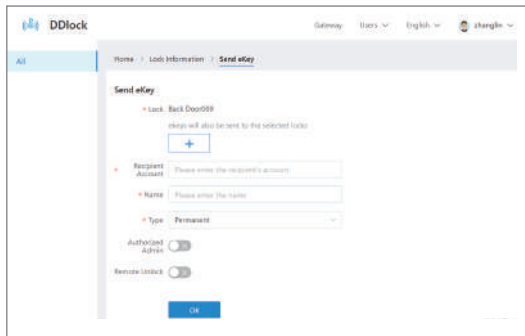 DDlock
Gateway Users English zhanglin
All
Home / Lock Information / Send eKey
Send eKey
* Lock Back Door009
ekeys will also be sent to the selected locks
+
* Recipient Account Please enter the recipient's account
* Name Please enter the name
* Type Permanent
Authorized Admin
Remote Unlock
OK